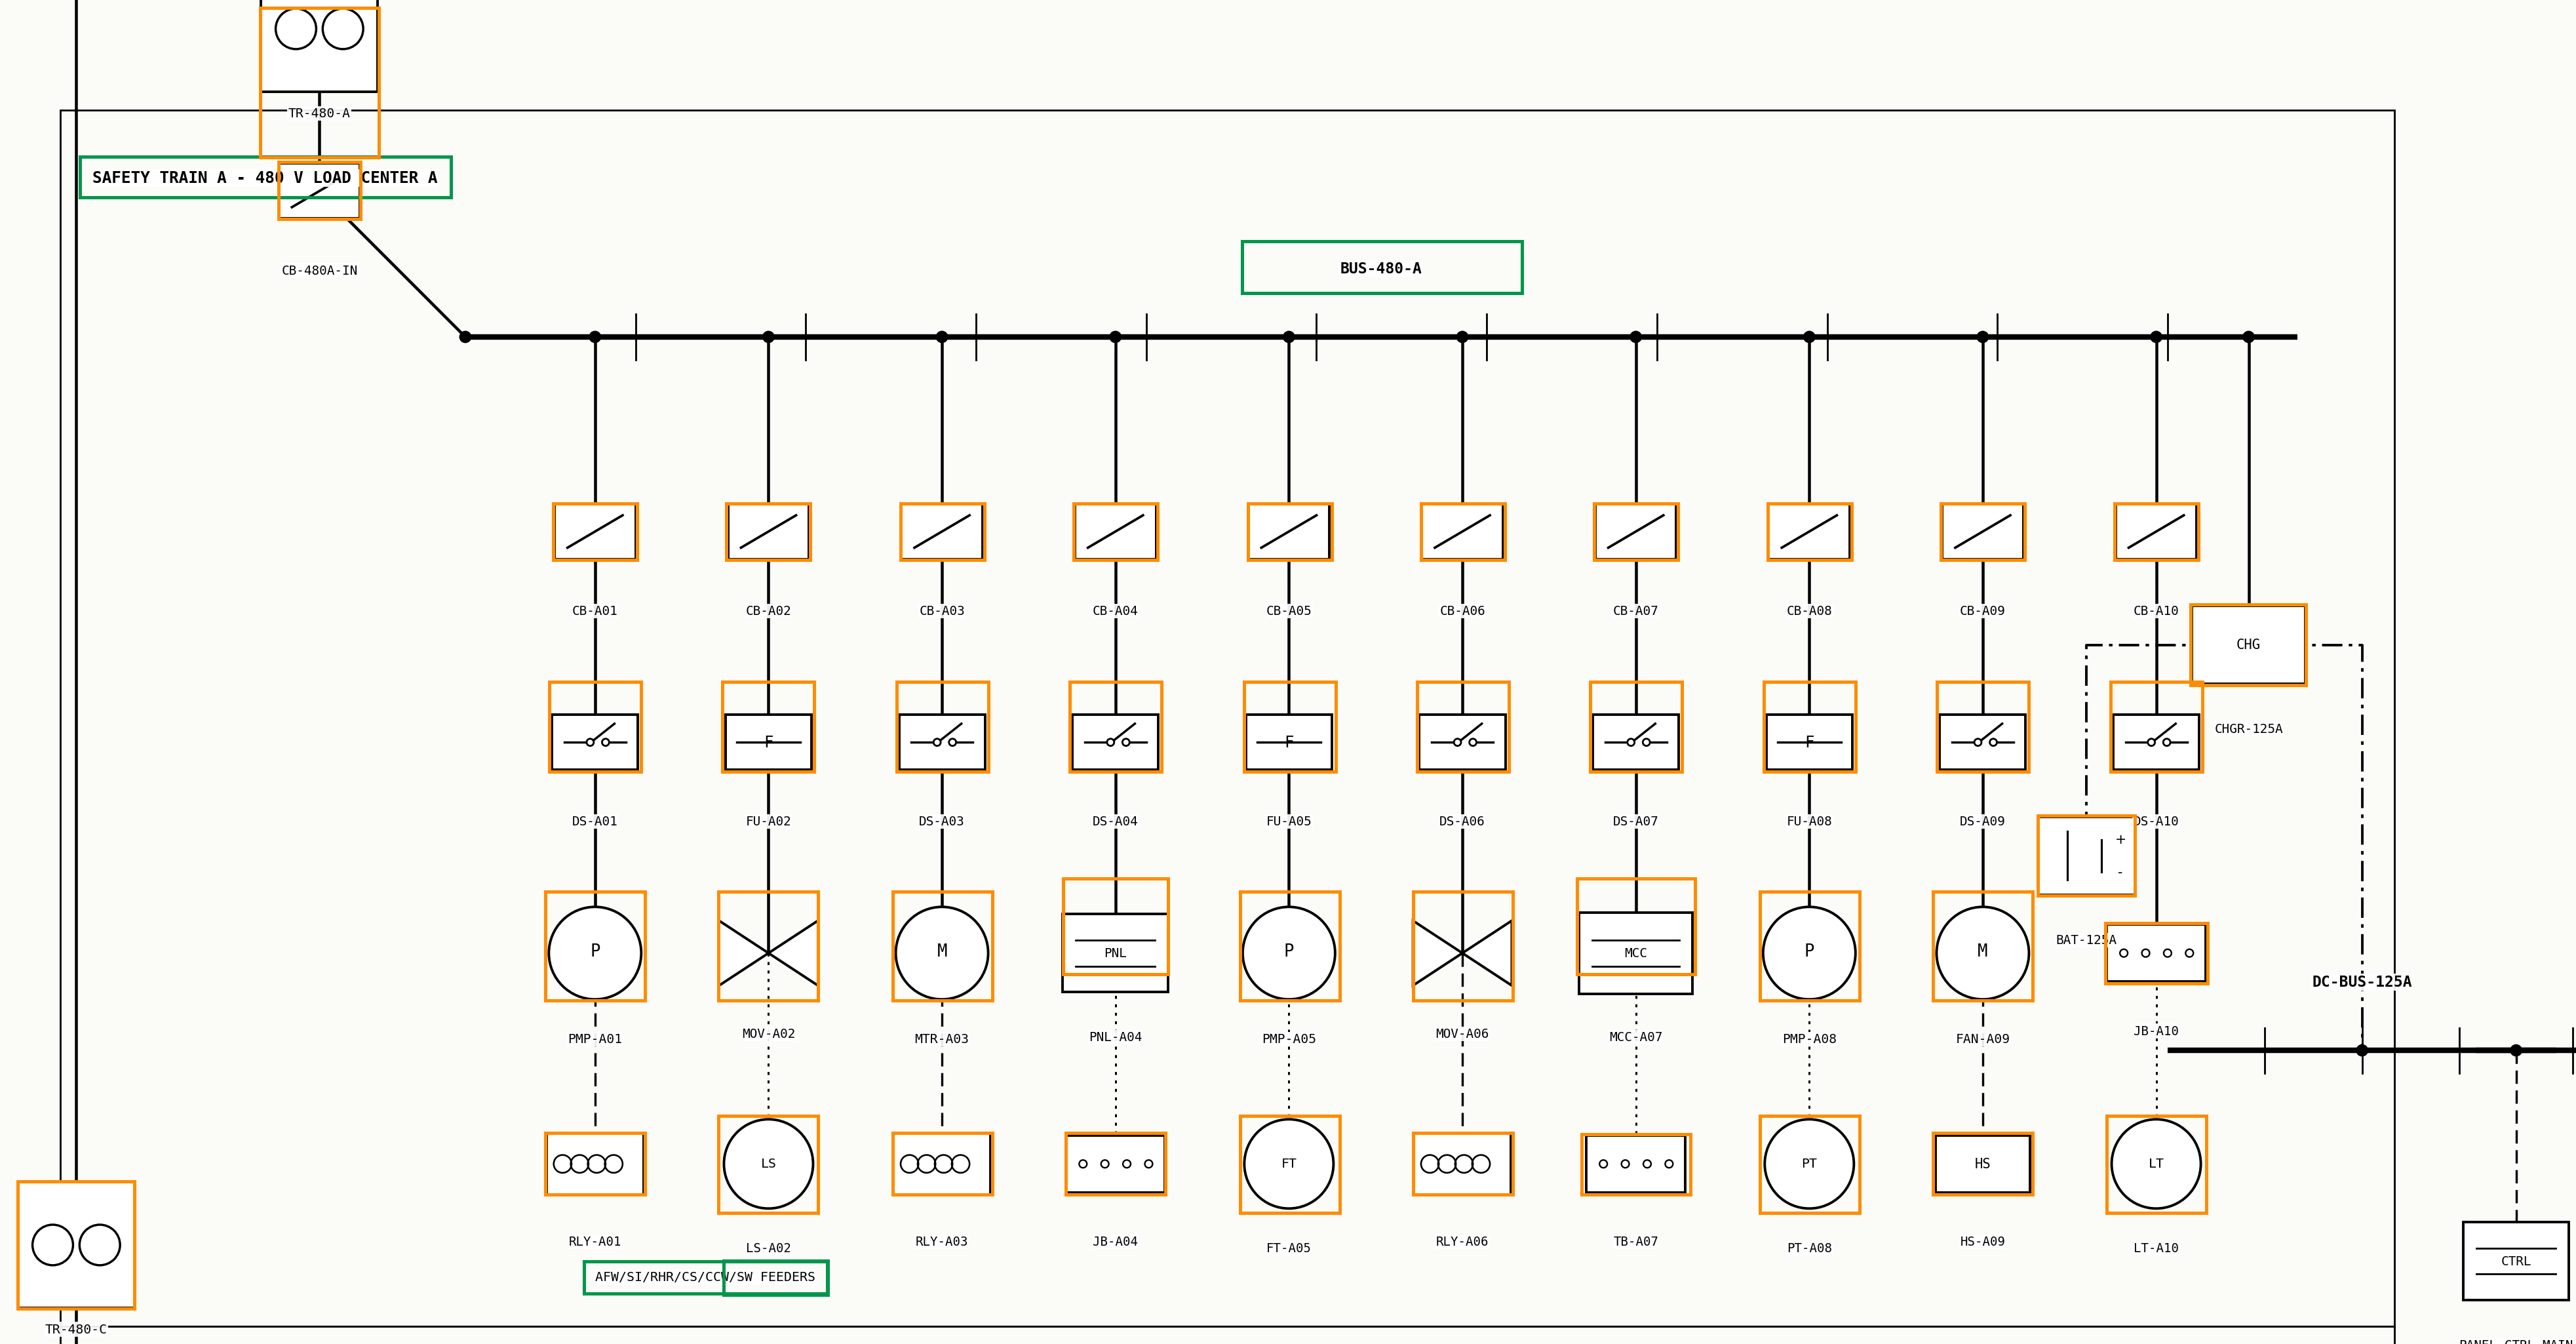 TR-480-A
SAFETY TRAIN A - 480 V LOAD CENTER A
CB-480A-IN
BUS-480-A
CB-A01 CB-A02 CB-A03 CB-A04 CB-A05 CB-A06 CB-A07 CB-A08 CB-A09 CB-A10
CHG
CHGR-125A
F F F
DS-A01 FU-A02 DS-A03 DS-A04 FU-A05 DS-A06 DS-A07 FU-A08 DS-A09 DS-A10
+
-
BAT-125A
P M PNL P MCC P M
DC-BUS-125A
PMP-A01 MOV-A02 MTR-A03 PNL-A04 PMP-A05 MOV-A06 MCC-A07 PMP-A08 FAN-A09 JB-A10
LS FT PT HS LT
RLY-A01 LS-A02 RLY-A03 JB-A04 FT-A05 RLY-A06 TB-A07 PT-A08 HS-A09 LT-A10
CTRL
AFW/SI/RHR/CS/CCW/SW FEEDERS
TR-480-C